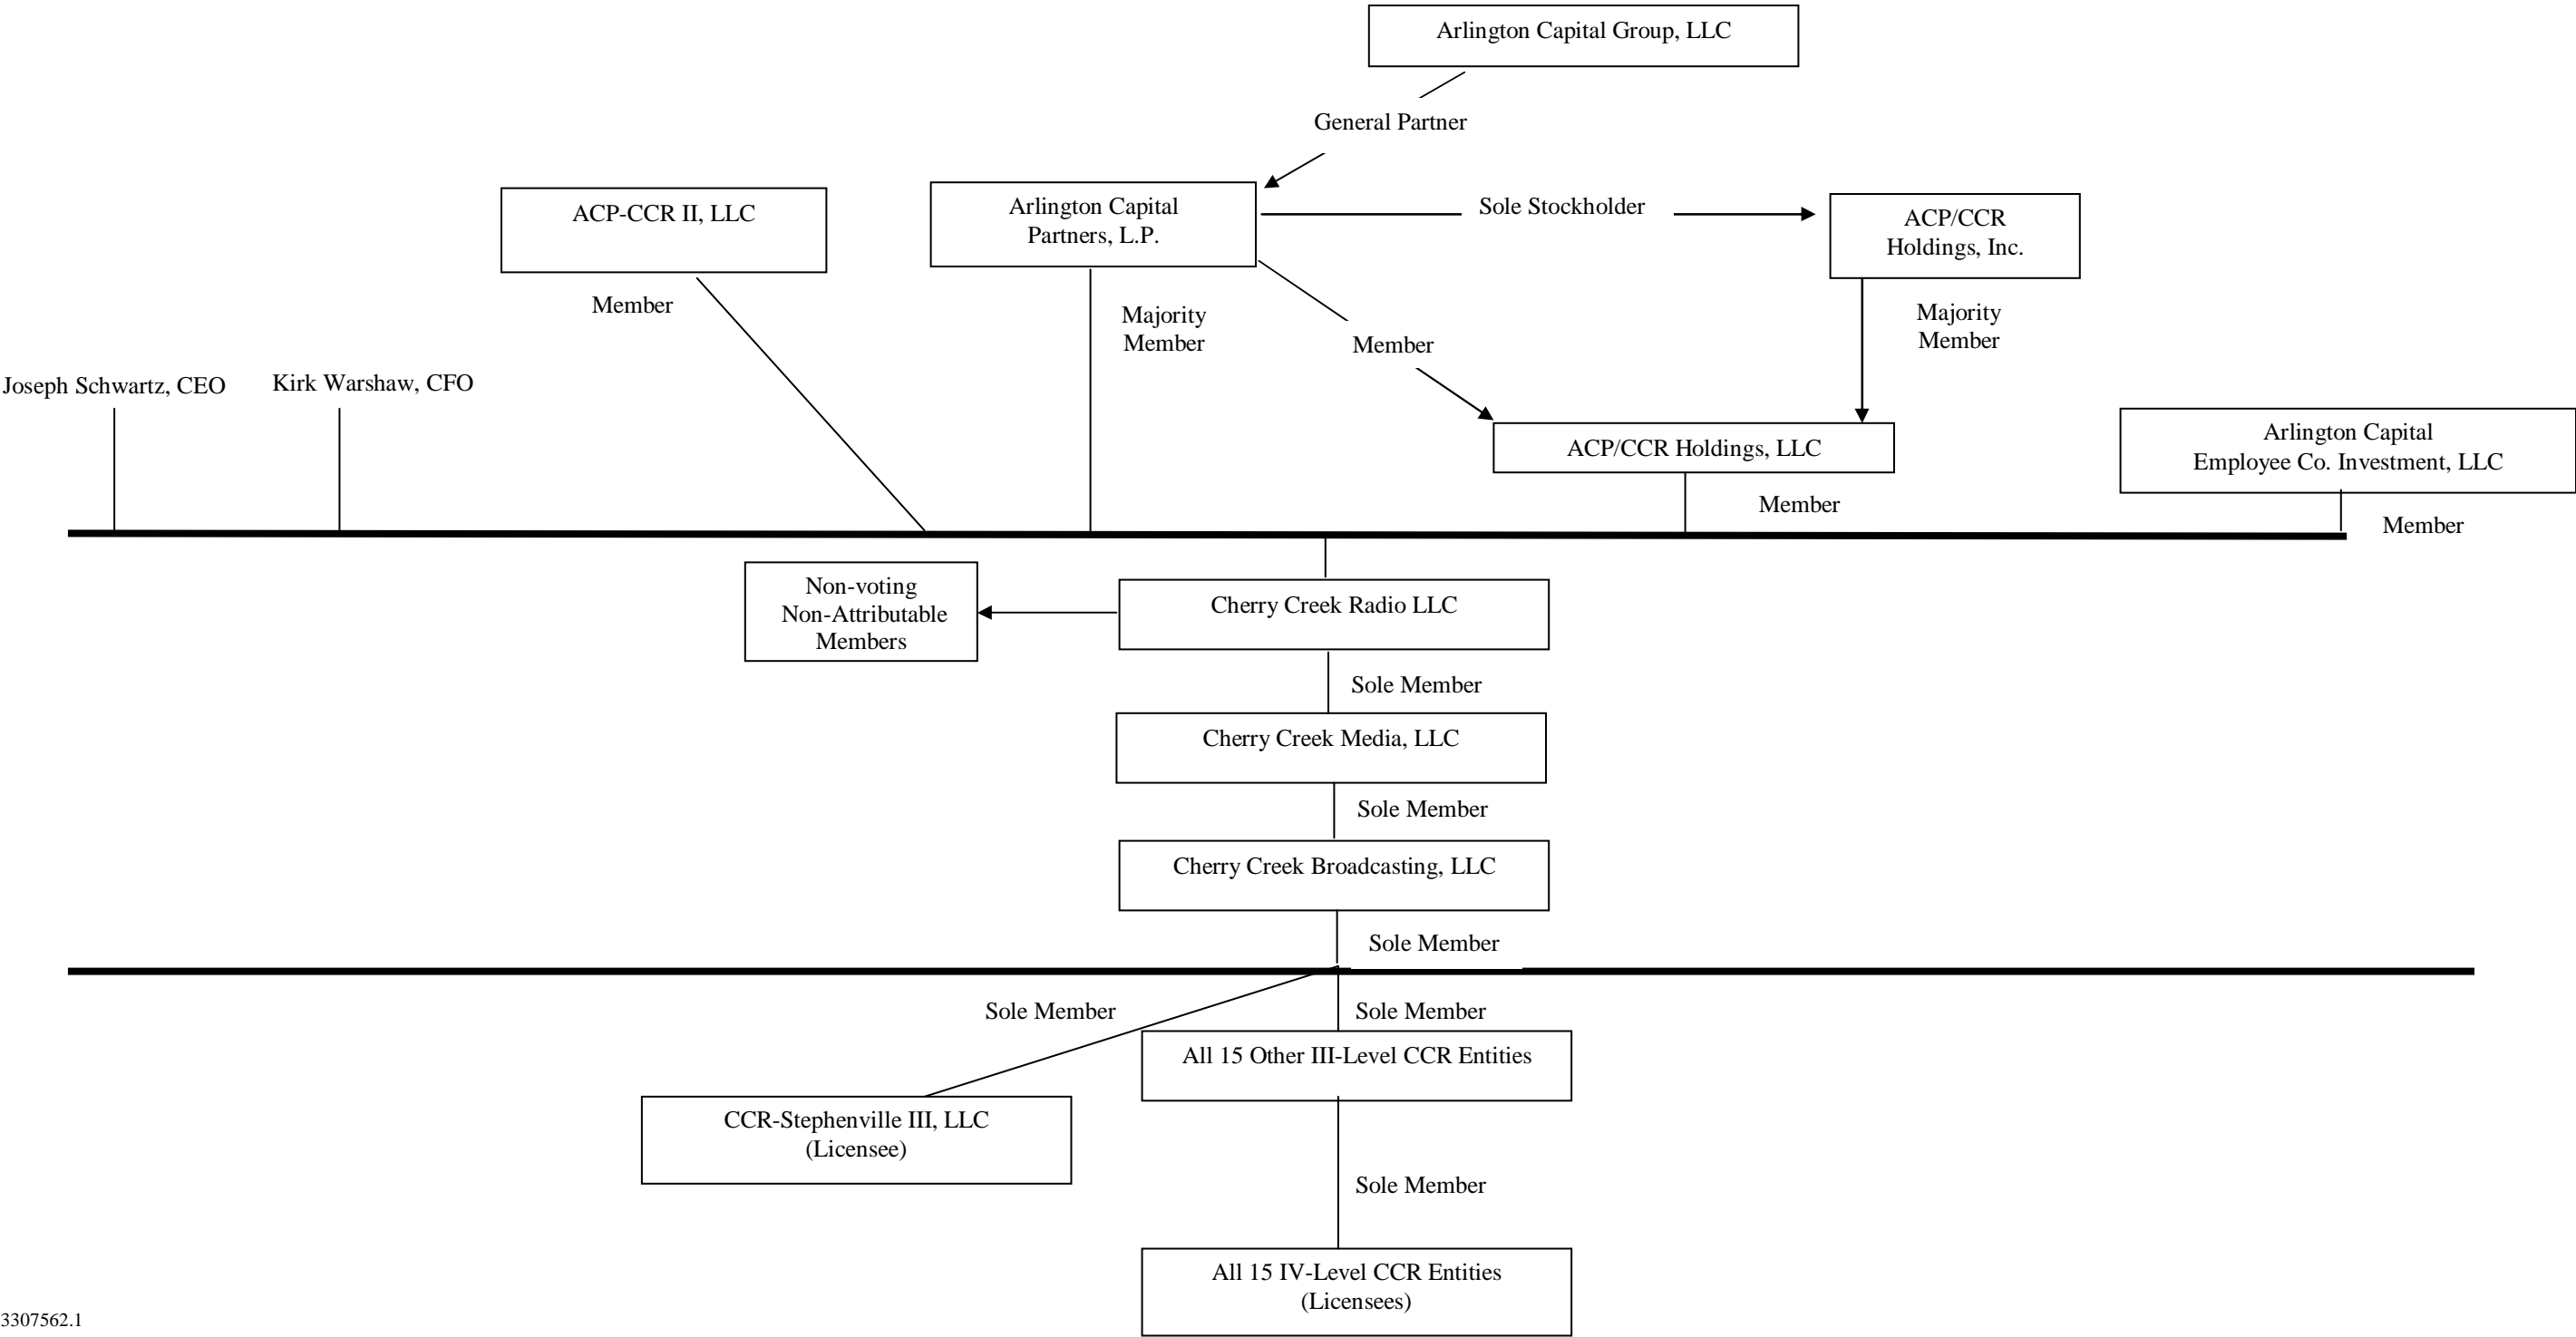 Arlington Capital Group, LLC
General Partner
ACP-CCR II, LLC
Arlington Capital
Partners, L.P.
Sole Stockholder
ACP/CCR
Holdings, Inc.
Member
Majority
Member
Member
Majority
Member
Joseph Schwartz, CEO
Kirk Warshaw, CFO
ACP/CCR Holdings, LLC
Arlington Capital
Employee Co. Investment, LLC
Member
Member
Non-voting
Non-Attributable
Members
Cherry Creek Radio LLC
Sole Member
Cherry Creek Media, LLC
Sole Member
Cherry Creek Broadcasting, LLC
Sole Member
Sole Member
Sole Member
All 15 Other III-Level CCR Entities
CCR-Stephenville III, LLC
(Licensee)
Sole Member
All 15 IV-Level CCR Entities
(Licensees)
3307562.1